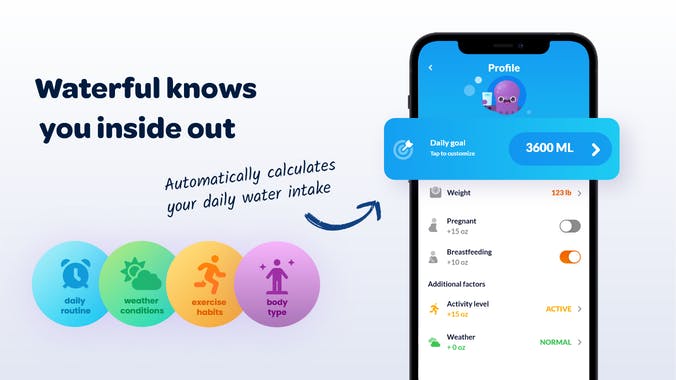 Waterful knows
you inside out
Automatically calculates
your daily water intake
daily
routine
weather
conditions
exercise
habits
body
type
Profile
Daily goal
Tap to customize
3600 ML
Weight
123 lb
Pregnant
+15 oz
Breastfeeding
+10 oz
Additional factors
Activity level
+15 oz
ACTIVE
Weather
+ 0 oz
NORMAL